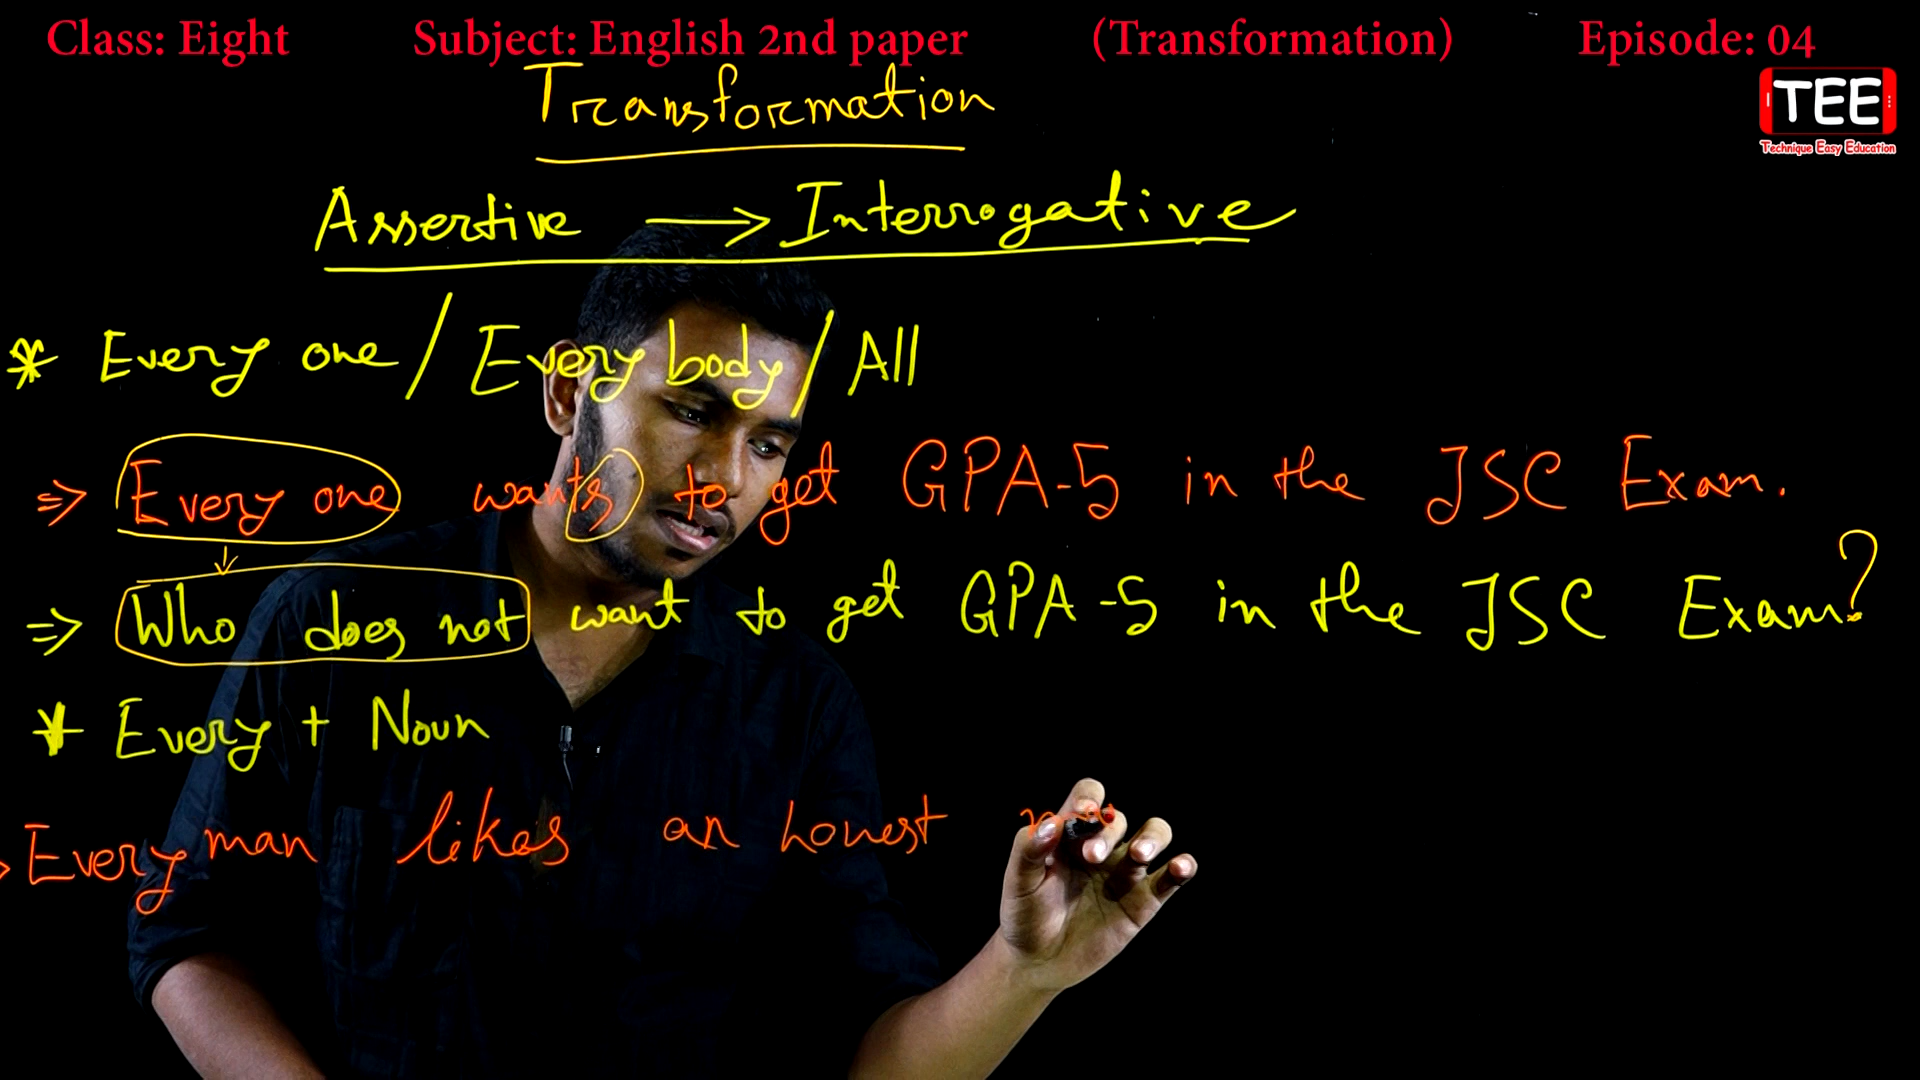 Class: Eight Subject: English 2nd paper (Transformation) Episode: 04
TEE
Technique Easy Education
Transformation
Assertive → Interrogative
* Every one / Every body / All
⇒ Every one wants to get GPA-5 in the JSC Exam.
⇒ Who does not want to get GPA-5 in the JSC Exam?
* Every + Noun
Every man likes an honest